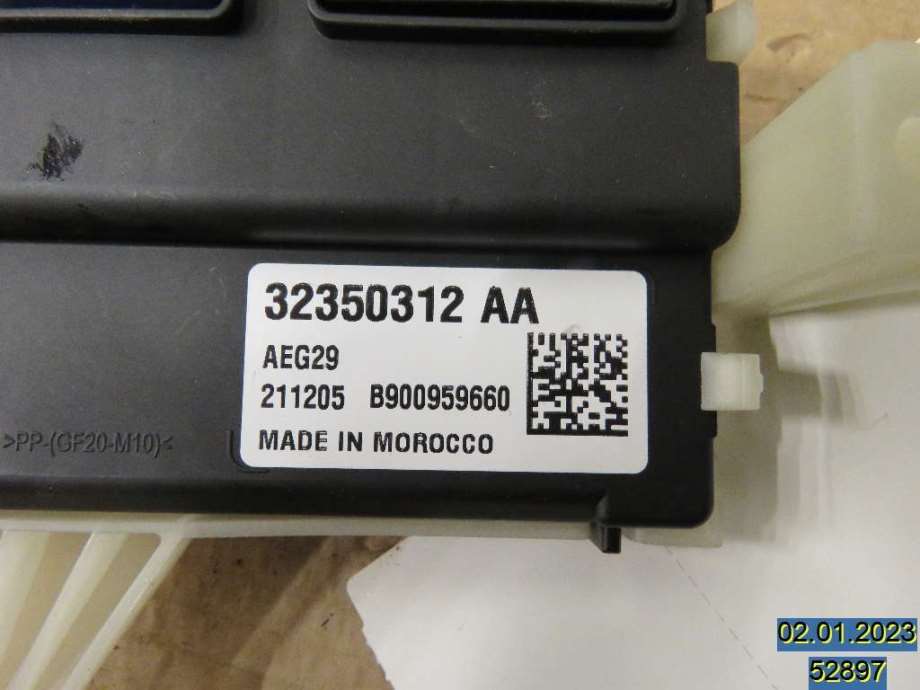 32350312 AA
AEG29
211205 B900959660
MADE IN MOROCCO
>PP-(GF20-M10)<
02.01.2023
52897